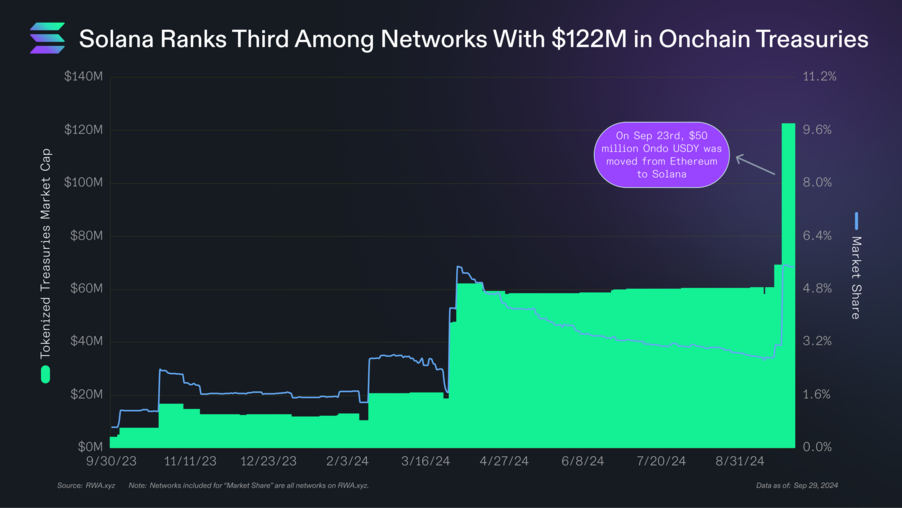 Solana Ranks Third Among Networks With $122M in Onchain Treasuries
$140M
$120M
$100M
$80M
$60M
$40M
$20M
$0M
Tokenized Treasuries Market Cap
11.2%
9.6%
8.0%
6.4%
4.8%
3.2%
1.6%
0.0%
Market Share
On Sep 23rd, $50
million Ondo USDY was
moved from Ethereum
to Solana
9/30/23 11/11/23 12/23/23 2/3/24 3/16/24 4/27/24 6/8/24 7/20/24 8/31/24
Source: RWA.xyz Note: Networks included for "Market Share" are all networks on RWA.xyz.
Data as of: Sep 29, 2024